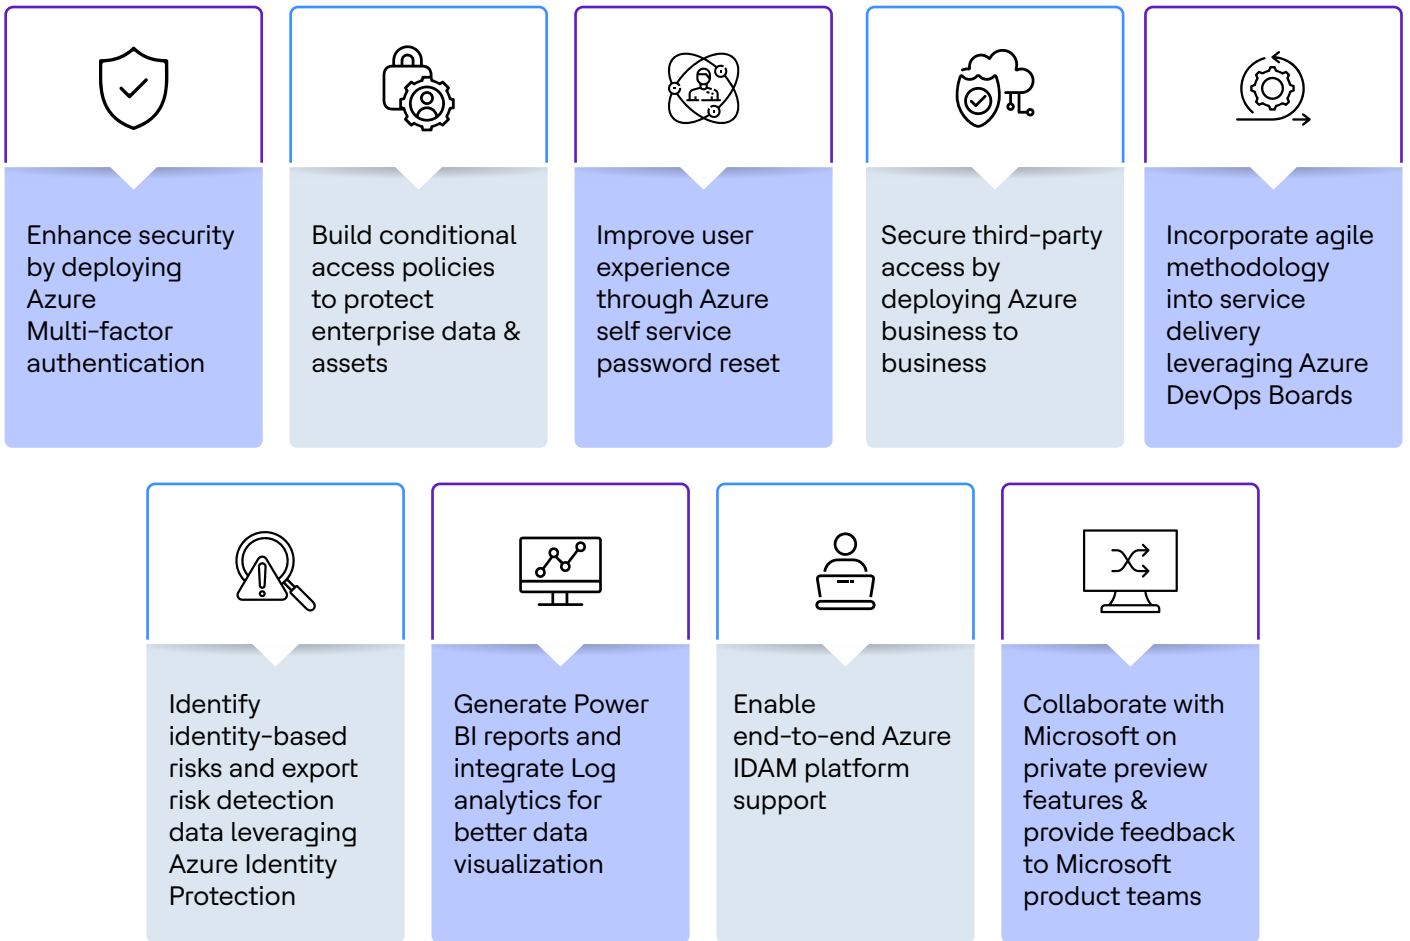 Enhance security
by deploying
Azure
Multi-factor
authentication
Build conditional
access policies
to protect
enterprise data &
assets
Improve user
experience
through Azure
self service
password reset
Secure third-party
access by
deploying Azure
business to
business
Incorporate agile
methodology
into service
delivery
leveraging Azure
DevOps Boards
Identify
identity-based
risks and export
risk detection
data leveraging
Azure Identity
Protection
Generate Power
BI reports and
integrate Log
analytics for
better data
visualization
Enable
end-to-end Azure
IDAM platform
support
Collaborate with
Microsoft on
private preview
features &
provide feedback
to Microsoft
product teams